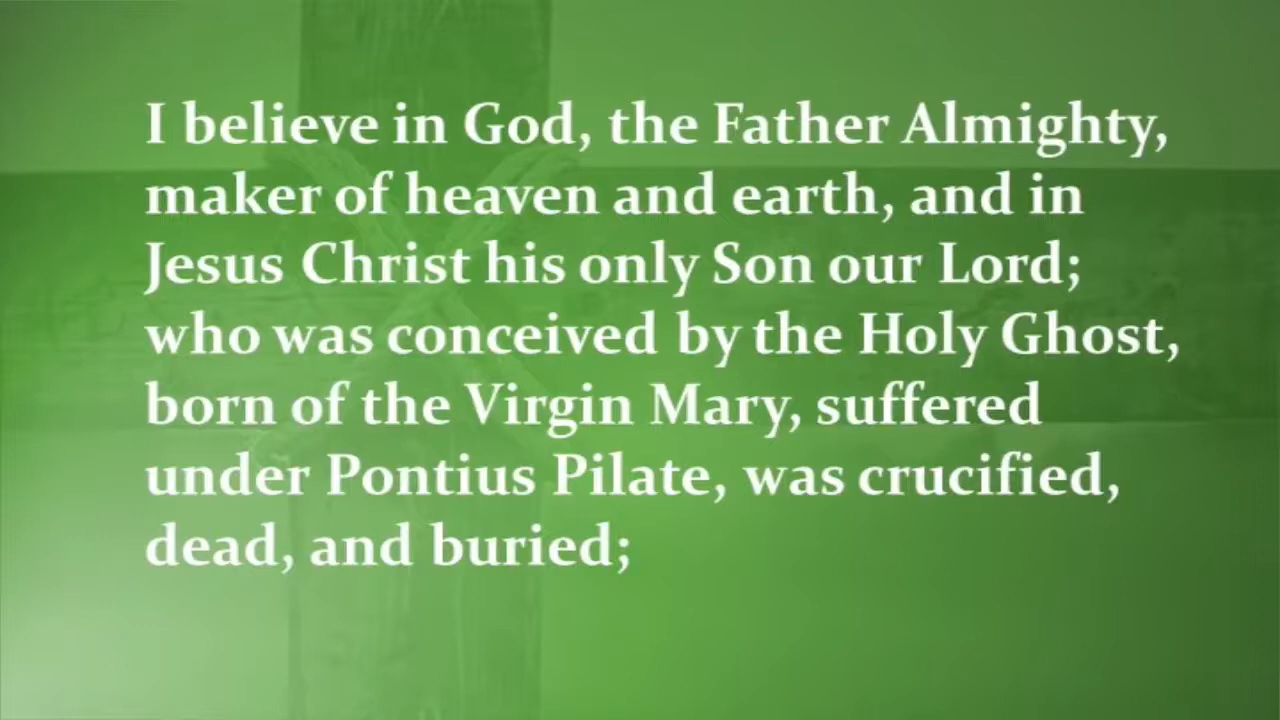 I believe in God, the Father Almighty,
maker of heaven and earth, and in
Jesus Christ his only Son our Lord;
who was conceived by the Holy Ghost,
born of the Virgin Mary, suffered
under Pontius Pilate, was crucified,
dead, and buried;